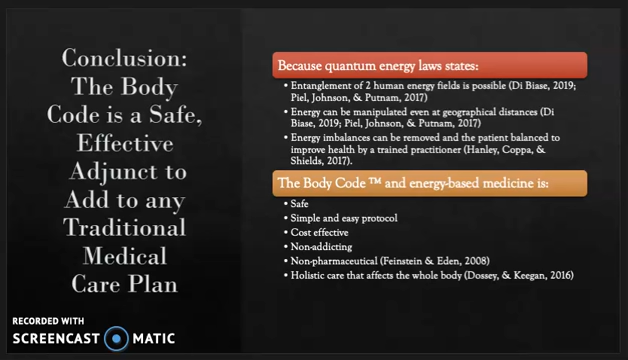 Conclusion:
The Body
Code is a Safe,
Effective
Adjunct to
Add to any
Traditional
Medical
Care Plan
Because quantum energy laws states:
• Entanglement of 2 human energy fields is possible (Di Biase, 2019;
Piel, Johnson, & Putnam, 2017)
• Energy can be manipulated even at geographical distances (Di
Biase, 2019; Piel, Johnson, & Putnam, 2017)
• Energy imbalances can be removed and the patient balanced to
improve health by a trained practitioner (Hanley, Coppa, &
Shields, 2017).
The Body Code ™ and energy-based medicine is:
• Safe
• Simple and easy protocol
• Cost effective
• Non-addicting
• Non-pharmaceutical (Feinstein & Eden, 2008)
• Holistic care that affects the whole body (Dossey, & Keegan, 2016)
RECORDED WITH
SCREENCAST MATIC